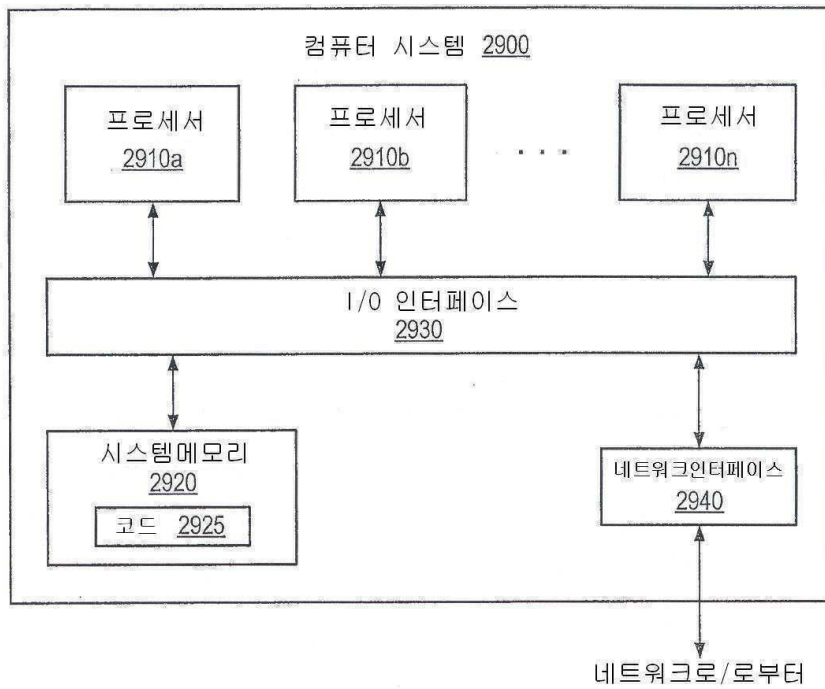 컴퓨터 시스템 2900
프로세서
2910a
프로세서
2910b
. . .
프로세서
2910n
I/O 인터페이스
2930
시스템메모리
2920
코드 2925
네트워크인터페이스
2940
네트워크로/로부터